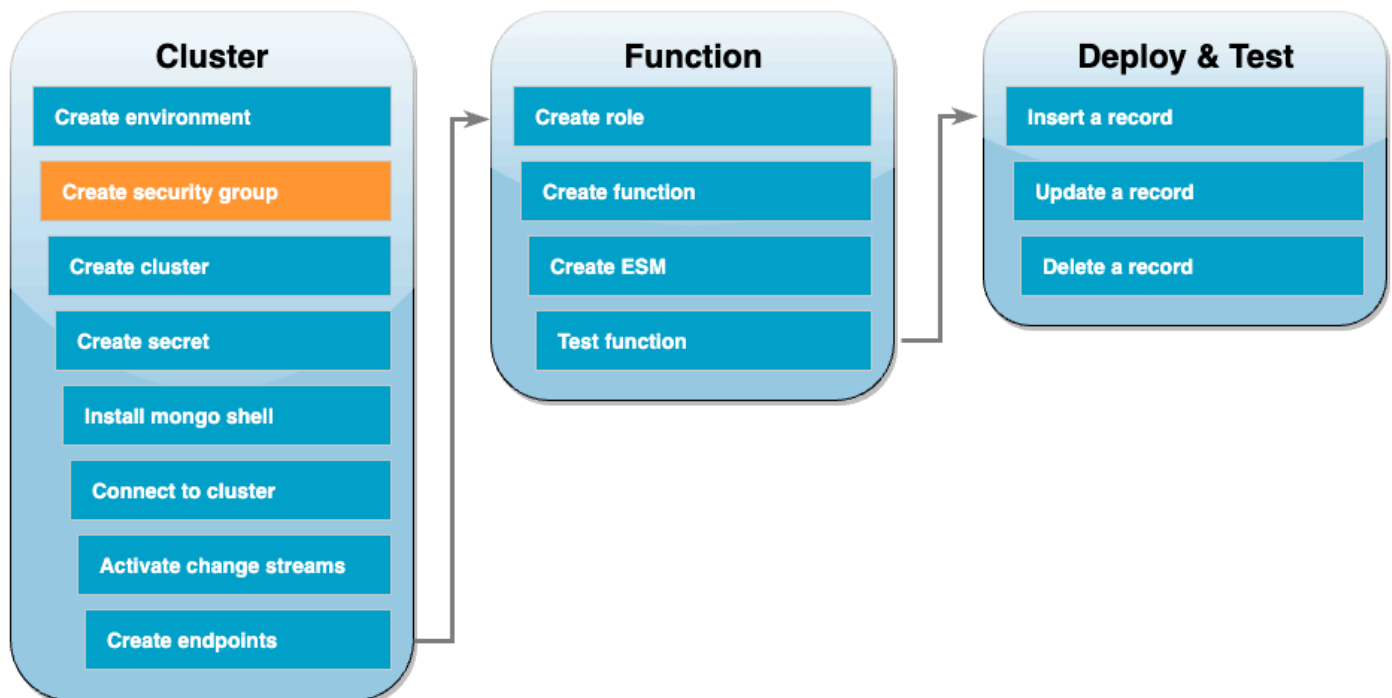 Cluster
Create environment
Create security group
Create cluster
Create secret
Install mongo shell
Connect to cluster
Activate change streams
Create endpoints
Function
Create role
Create function
Create ESM
Test function
Deploy & Test
Insert a record
Update a record
Delete a record